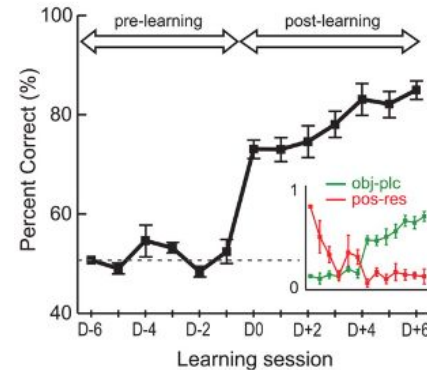 pre-learning post-learning
Percent Correct (%)
100
80
60
40
1
0
obj-plc
pos-res
D-6 D-4 D-2 D0 D+2 D+4 D+6
Learning session